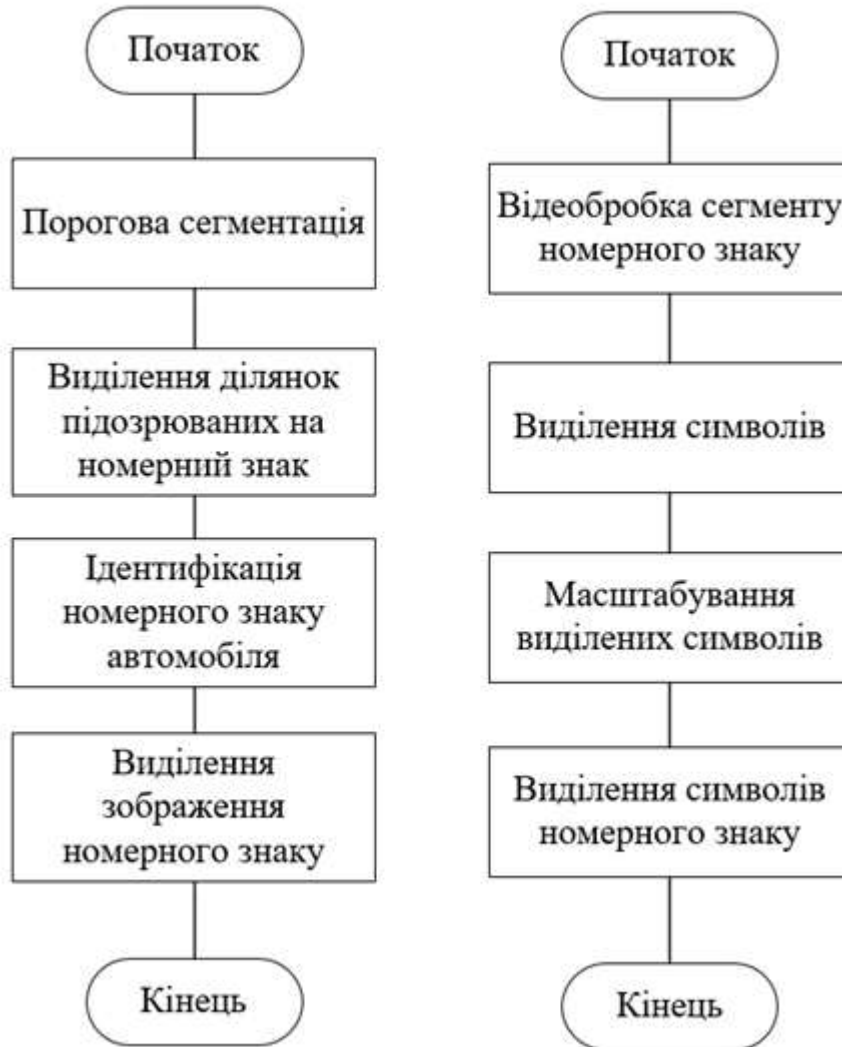 Початок
Порогова сегментація
Виділення ділянок
підозрюваних на
номерний знак
Ідентифікація
номерного знаку
автомобіля
Виділення
зображення
номерного знаку
Кінець
Початок
Відеобробка сегменту
номерного знаку
Виділення символів
Масштабування
виділених символів
Виділення символів
номерного знаку
Кінець